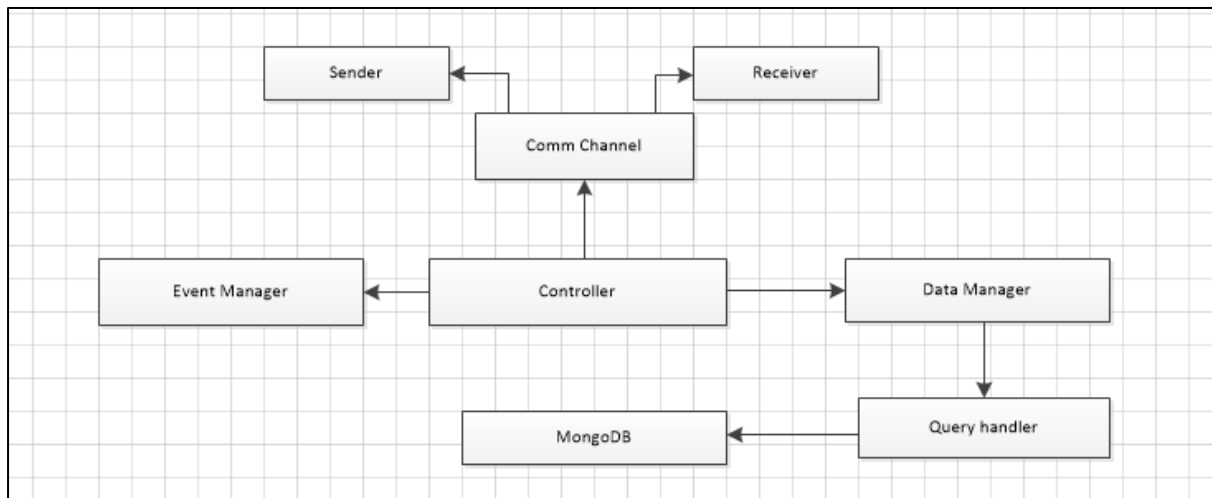 Sender
Receiver
Comm Channel
Event Manager
Controller
Data Manager
MongoDB
Query handler